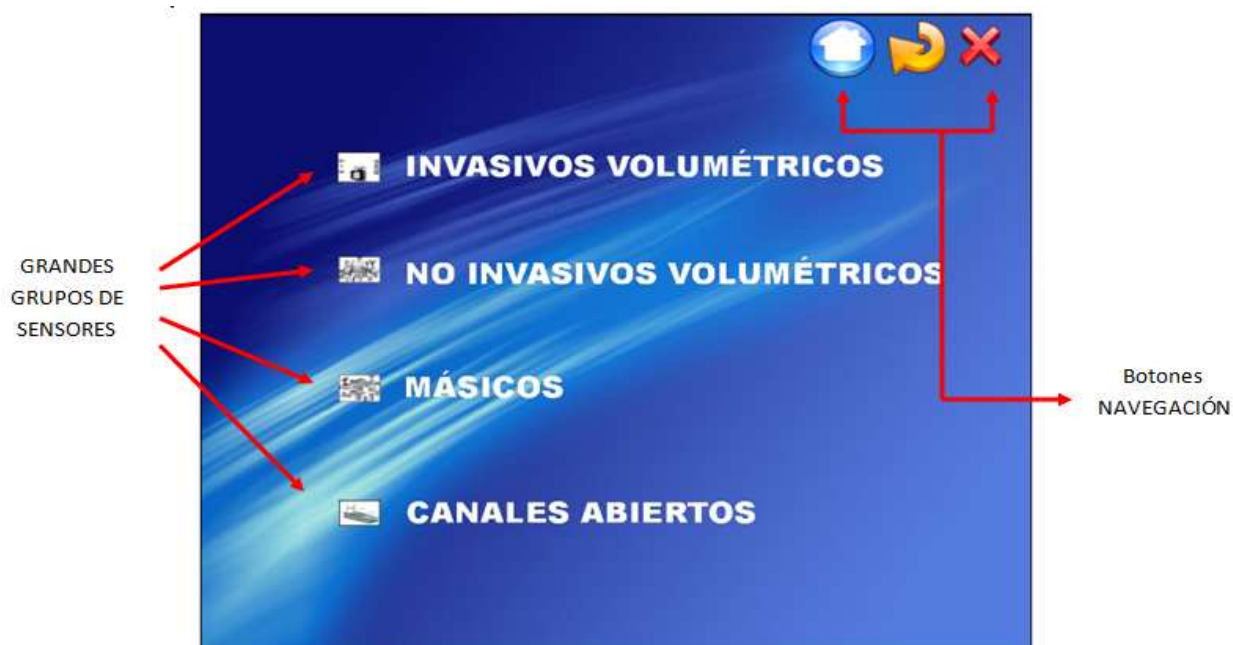 INVASIVOS VOLUMÉTRICOS
NO INVASIVOS VOLUMÉTRICOS
MÁSICOS
CANALES ABIERTOS
GRANDES
GRUPOS DE
SENSORES
Botones
NAVEGACIÓN